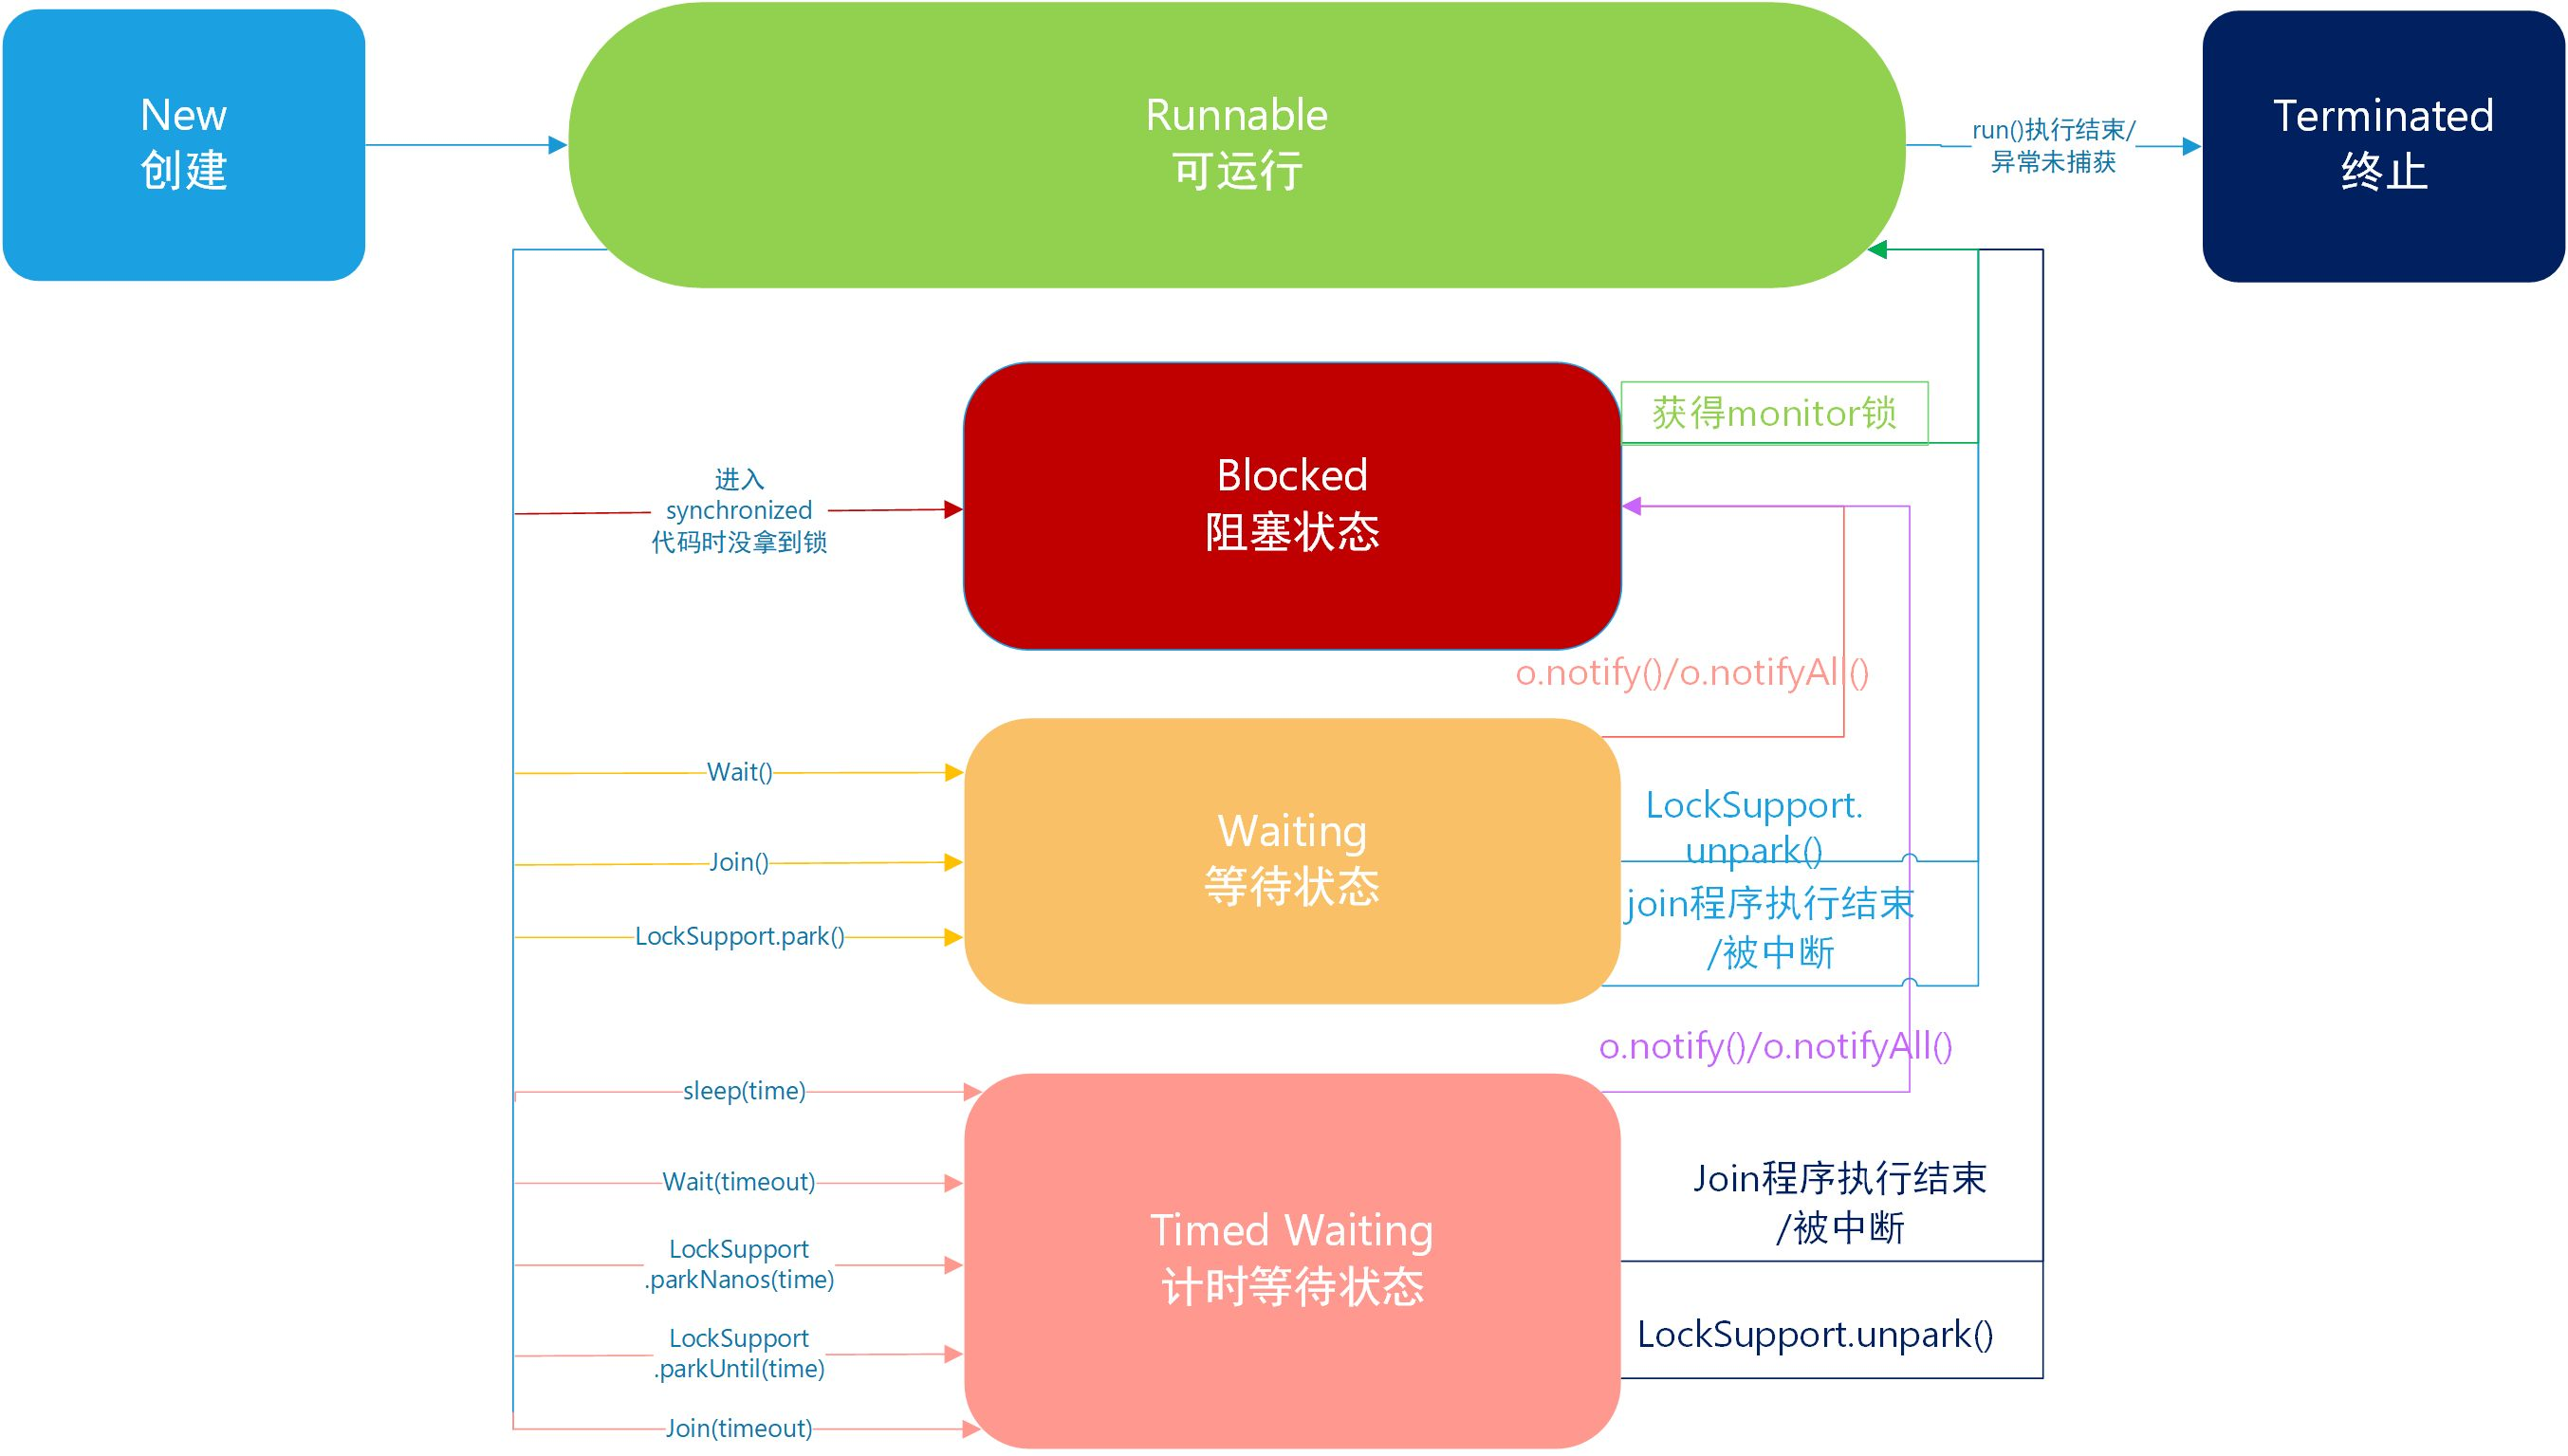 New
创建
Runnable
可运行
run()执行结束/
异常未捕获
Terminated
终止
进入
synchronized
代码时没拿到锁
Blocked
阻塞状态
获得monitor锁
o.notify()/o.notifyAll()
Wait()
Join()
LockSupport.park()
Waiting
等待状态
LockSupport.
unpark()
join程序执行结束
/被中断
o.notify()/o.notifyAll()
sleep(time)
Wait(timeout)
LockSupport
.parkNanos(time)
LockSupport
.parkUntil(time)
Join(timeout)
Timed Waiting
计时等待状态
Join程序执行结束
/被中断
LockSupport.unpark()